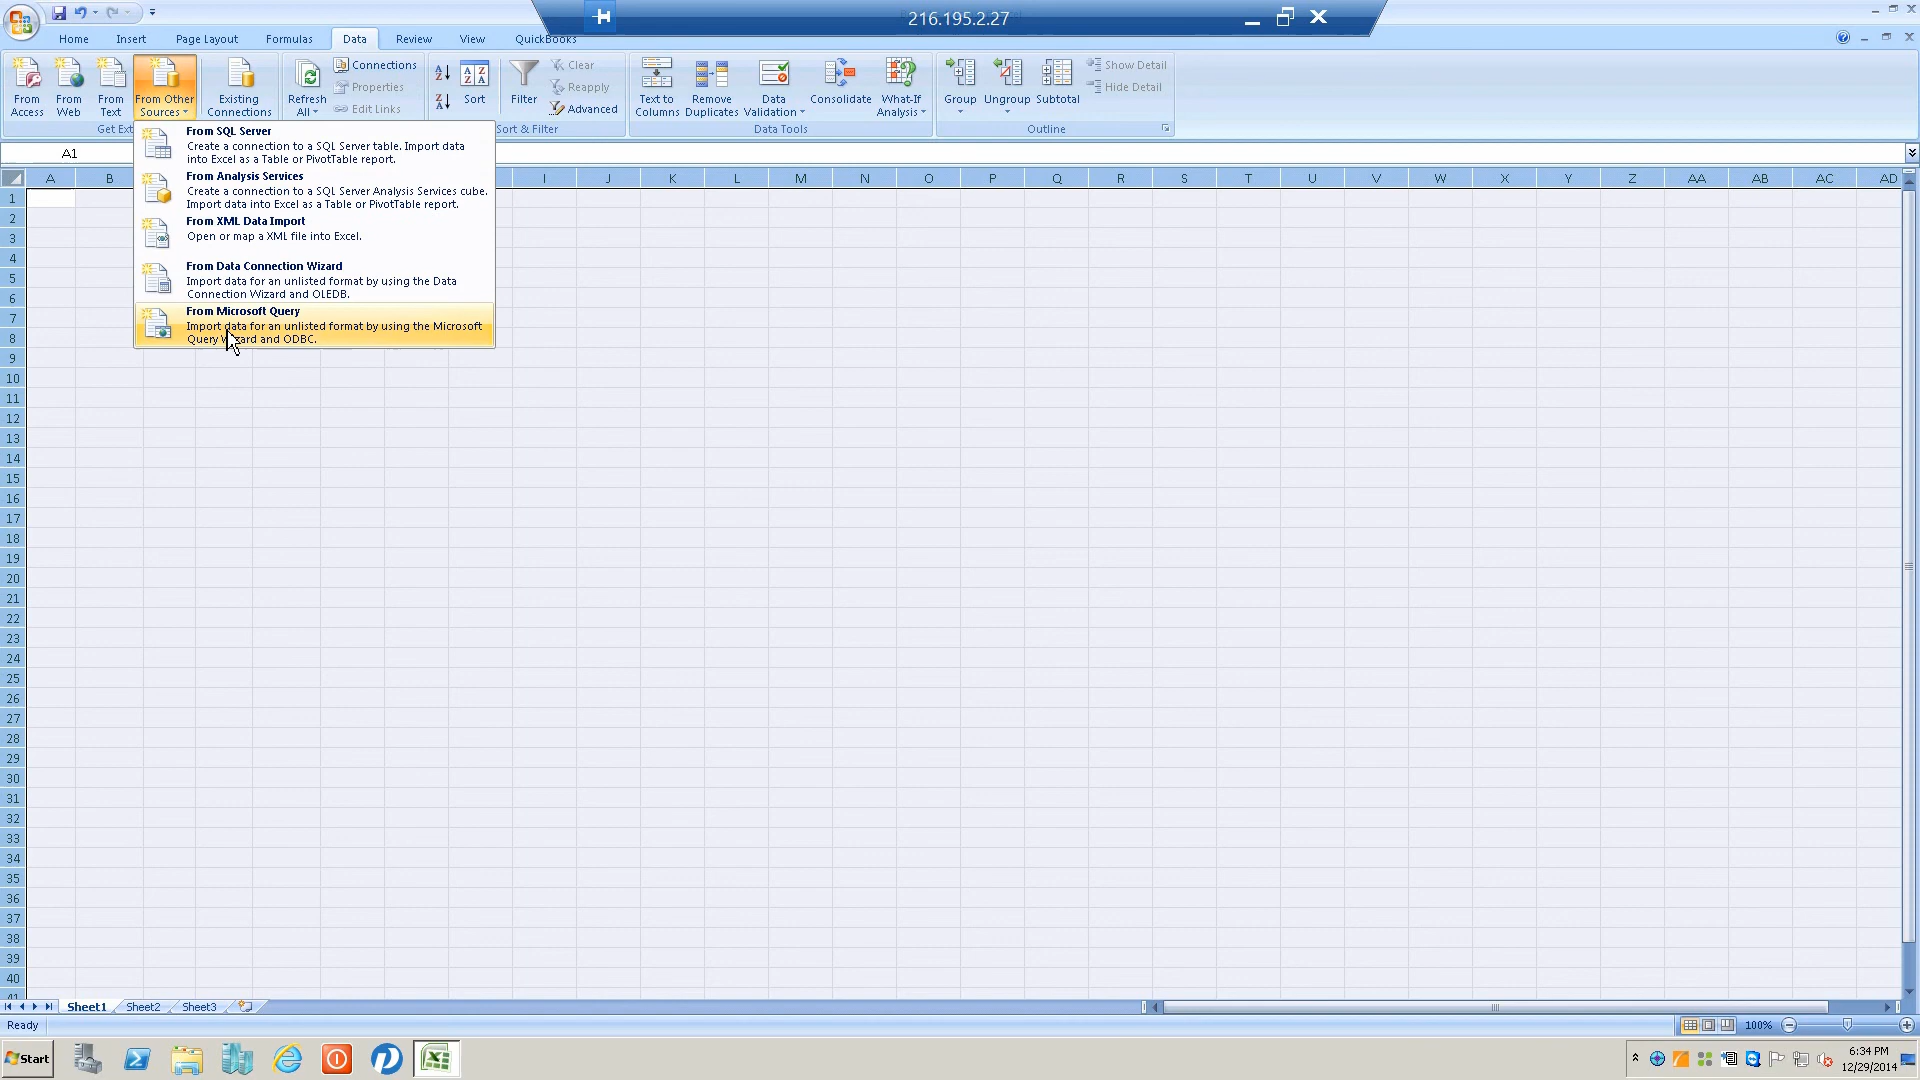 216.195.2.27
Home Insert Page Layout Formulas Data Review View QuickBooks
From Access
From Web
From Text
From Other Sources
Existing Connections
Refresh All
Connections
Properties
Edit Links
Sort
Filter
Clear
Reapply
Advanced
Text to Columns
Remove Duplicates
Data Validation
Consolidate
What-If Analysis
Group
Ungroup
Subtotal
Show Detail
Hide Detail
Get Ext
Sort & Filter
Data Tools
Outline
From SQL Server
Create a connection to a SQL Server table. Import data
into Excel as a Table or PivotTable report.
From Analysis Services
Create a connection to a SQL Server Analysis Services cube.
Import data into Excel as a Table or PivotTable report.
From XML Data Import
Open or map a XML file into Excel.
From Data Connection Wizard
Import data for an unlisted format by using the Data
Connection Wizard and OLEDB.
From Microsoft Query
Import data for an unlisted format by using the Microsoft
Query Wizard and ODBC.
A1
A B I J K L M N O P Q R S T U V W X Y Z AA AB AC AD
1
2
3
4
5
6
7
8
9
10
11
12
13
14
15
16
17
18
19
20
21
22
23
24
25
26
27
28
29
30
31
32
33
34
35
36
37
38
39
40
41
Sheet1 Sheet2 Sheet3
Ready
100%
Start
6:34 PM
12/29/2014